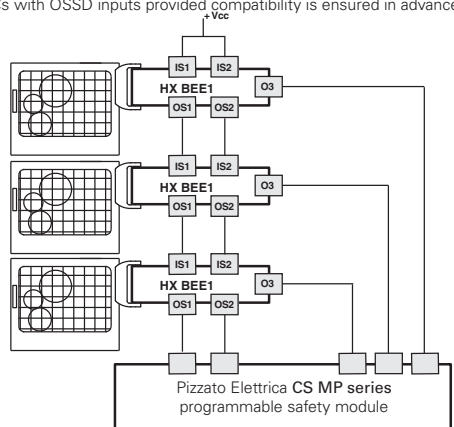 Cs with OSSD inputs provided compatibility is ensured in advance
+ Vcc
IS1 IS2
HX BEE1 O3
OS1 OS2
IS1 IS2
HX BEE1 O3
OS1 OS2
IS1 IS2
HX BEE1 O3
OS1 OS2
Pizzato Elettrica CS MP series
programmable safety module